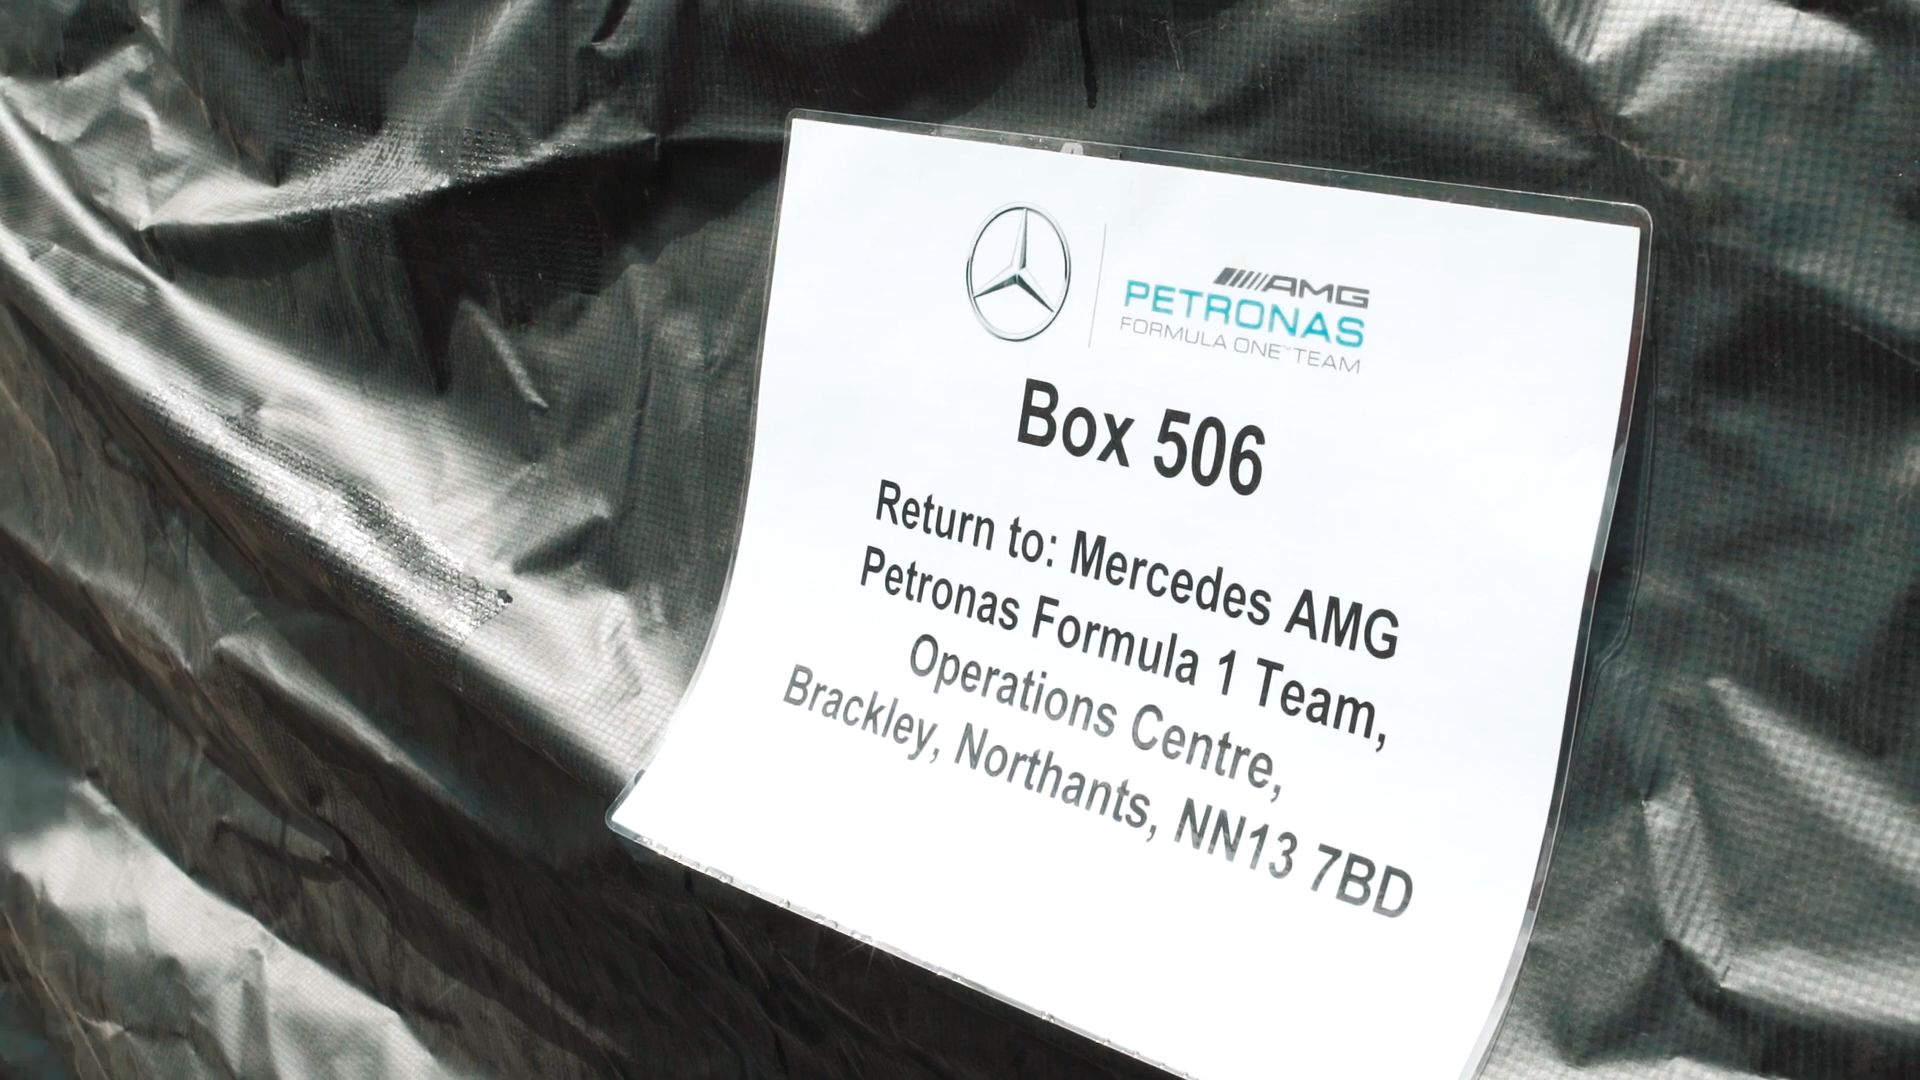 AMG
PETRONAS
FORMULA ONE™ TEAM
Box 506
Return to: Mercedes AMG
Petronas Formula 1 Team,
Operations Centre,
Brackley, Northants, NN13 7BD